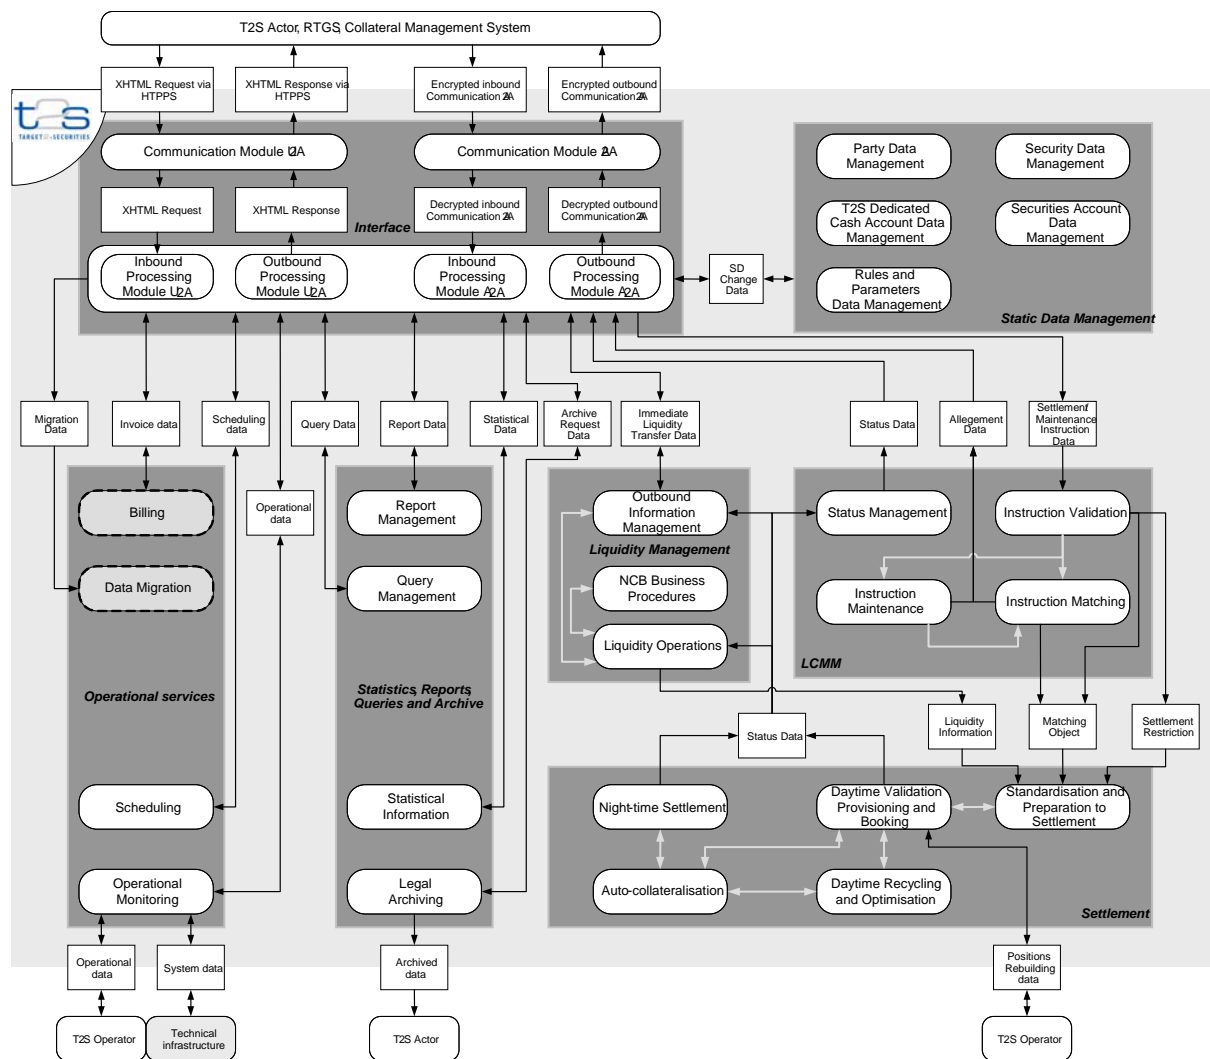 T2S Actor, RTGS, Collateral Management System
XHTML Request via
HTPPS
XHTML Response via
HTPPS
Encrypted inbound
Communication A2A
Encrypted outbound
Communication A2A
t2s
TARGET2-SECURITIES
Communication Module U2A
Communication Module A2A
XHTML Request
XHTML Response
Decrypted inbound
Communication A2A
Decrypted outbound
Communication A2A
Interface
Inbound
Processing
Module U2A
Outbound
Processing
Module U2A
Inbound
Processing
Module A2A
Outbound
Processing
Module A2A
SD
Change
Data
Party Data
Management
Security Data
Management
T2S Dedicated
Cash Account Data
Management
Securities Account
Data
Management
Rules and
Parameters
Data Management
Static Data Management
Migration
Data
Invoice data
Scheduling
data
Query Data
Report Data
Statistical
Data
Archive
Request
Data
Immediate
Liquidity
Transfer Data
Status Data
Allegement
Data
Settlement/
Maintenance
Instruction
Data
Billing
Operational
data
Report
Management
Outbound
Information
Management
Status Management
Instruction Validation
Liquidity Management
Data Migration
Query
Management
NCB Business
Procedures
Instruction
Maintenance
Instruction Matching
Liquidity Operations
LCMM
Operational services
Statistics, Reports,
Queries and Archive
Status Data
Liquidity
Information
Matching
Object
Settlement
Restriction
Scheduling
Statistical
Information
Night-time Settlement
Daytime Validation
Provisioning and
Booking
Standardisation and
Preparation to
Settlement
Operational
Monitoring
Legal
Archiving
Auto-collateralisation
Daytime Recycling
and Optimisation
Settlement
Operational
data
System data
Archived
data
Positions
Rebuilding
data
T2S Operator
Technical
infrastructure
T2S Actor
T2S Operator